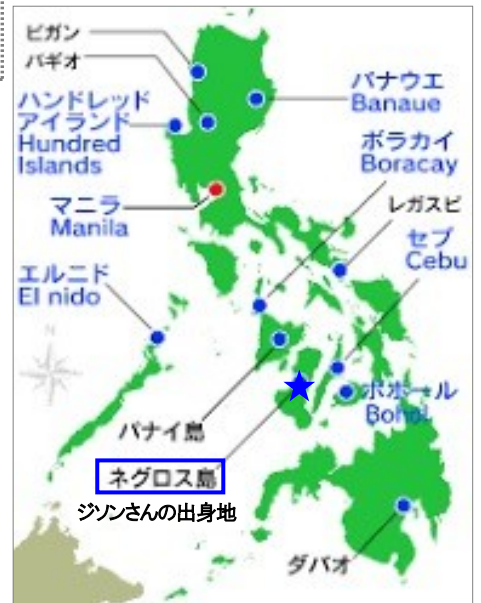 ビガン
バギオ
バナウエ
Banaue
ハンドレッド
アイランド
Hundred
Islands
ボラカイ
Boracay
マニラ
Manila
レガスピ
セブ
Cebu
エルニド
El nido
ボホール
Bohol
パナイ島
ネグロス島
ジソンさんの出身地
ダバオ
N